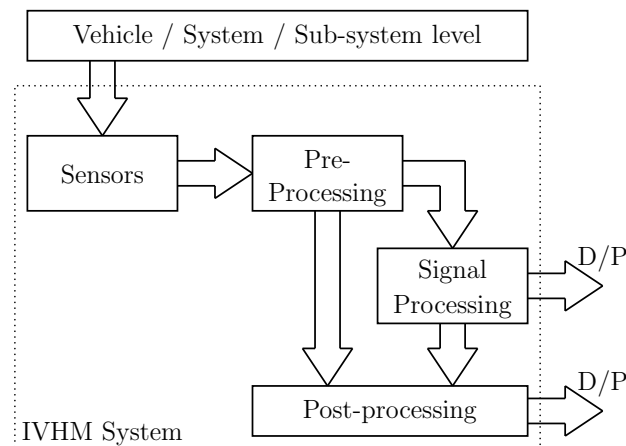 Vehicle / System / Sub-system level
Sensors
Pre-
Processing
Signal
Processing
D/P
Post-processing
D/P
IVHM System